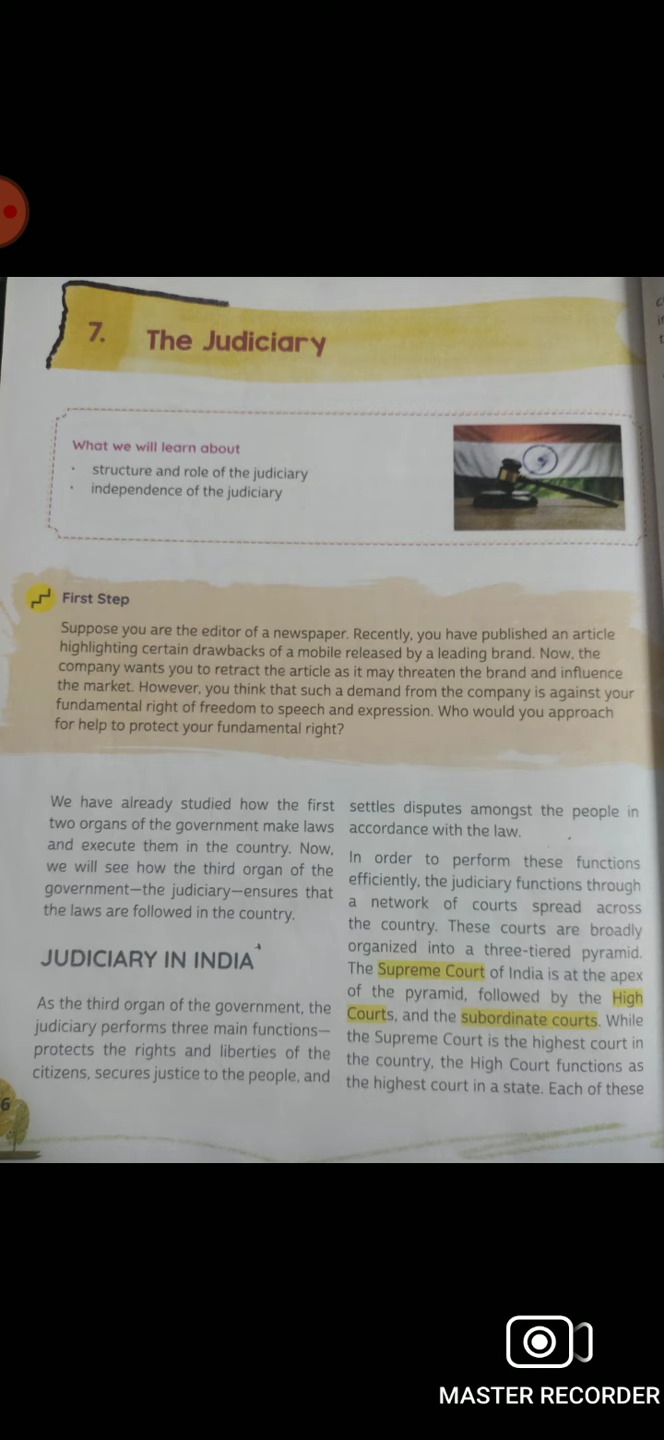 7. The Judiciary
What we will learn about
• structure and role of the judiciary
• independence of the judiciary
First Step
Suppose you are the editor of a newspaper. Recently, you have published an article
highlighting certain drawbacks of a mobile released by a leading brand. Now, the
company wants you to retract the article as it may threaten the brand and influence
the market. However, you think that such a demand from the company is against your
fundamental right of freedom to speech and expression. Who would you approach
for help to protect your fundamental right?
We have already studied how the first
two organs of the government make laws
and execute them in the country. Now,
we will see how the third organ of the
government—the judiciary—ensures that
the laws are followed in the country.
JUDICIARY IN INDIA
As the third organ of the government, the
judiciary performs three main functions—
protects the rights and liberties of the
citizens, secures justice to the people, and
settles disputes amongst the people in
accordance with the law.
In order to perform these functions
efficiently, the judiciary functions through
a network of courts spread across
the country. These courts are broadly
organized into a three-tiered pyramid.
The Supreme Court of India is at the apex
of the pyramid, followed by the High
Courts, and the subordinate courts. While
the Supreme Court is the highest court in
the country, the High Court functions as
the highest court in a state. Each of these
6
MASTER RECORDER